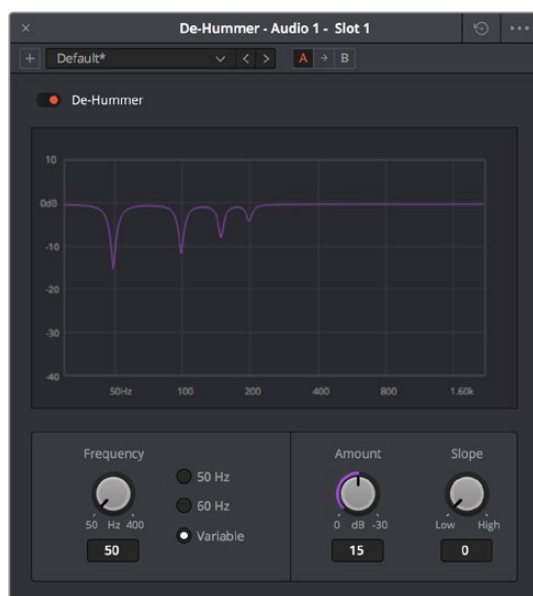 De-Hummer - Audio 1 - Slot 1
Default*
A
B
De-Hummer
10
0dB
-10
-20
-30
-40
50Hz 100 200 400 800 1.60k
Frequency
50 Hz 400
50
50 Hz
60 Hz
Variable
Amount
0 dB -30
15
Slope
Low High
0